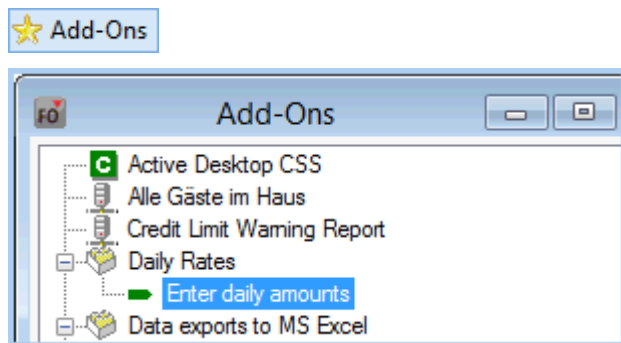 Add-Ons
FO
Add-Ons
C Active Desktop CSS
Alle Gäste im Haus
Credit Limit Warning Report
Daily Rates
Enter daily amounts
Data exports to MS Excel